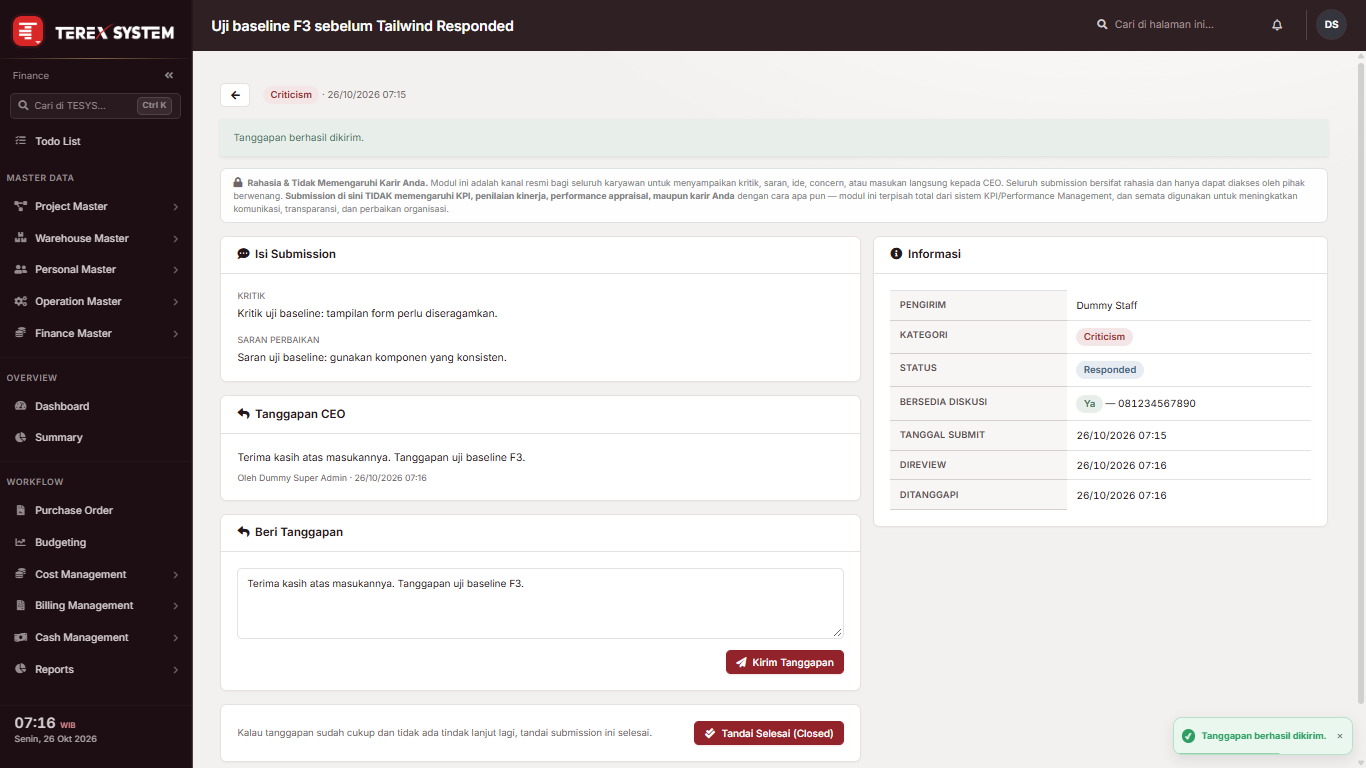 TEREX SYSTEM
Uji baseline F3 sebelum Tailwind Responded
Cari di halaman ini...
DS
Finance
Cari di TESYS...
Ctrl K
Todo List
MASTER DATA
Project Master
Warehouse Master
Personal Master
Operation Master
Finance Master
OVERVIEW
Dashboard
Summary
WORKFLOW
Purchase Order
Budgeting
Cost Management
Billing Management
Cash Management
Reports
07:16 WIB
Senin, 26 Okt 2026
Criticism · 26/10/2026 07:15
Tanggapan berhasil dikirim.
Rahasia & Tidak Memengaruhi Karir Anda. Modul ini adalah kanal resmi bagi seluruh karyawan untuk menyampaikan kritik, saran, ide, concern, atau masukan langsung kepada CEO. Seluruh submission bersifat rahasia dan hanya dapat diakses oleh pihak
berwenang. Submission di sini TIDAK memengaruhi KPI, penilaian kinerja, performance appraisal, maupun karir Anda dengan cara apa pun — modul ini terpisah total dari sistem KPI/Performance Management, dan semata digunakan untuk meningkatkan
komunikasi, transparansi, dan perbaikan organisasi.
Isi Submission
KRITIK
Kritik uji baseline: tampilan form perlu diseragamkan.
SARAN PERBAIKAN
Saran uji baseline: gunakan komponen yang konsisten.
Tanggapan CEO
Terima kasih atas masukannya. Tanggapan uji baseline F3.
Oleh Dummy Super Admin · 26/10/2026 07:16
Beri Tanggapan
Terima kasih atas masukannya. Tanggapan uji baseline F3.
Kirim Tanggapan
Kalau tanggapan sudah cukup dan tidak ada tindak lanjut lagi, tandai submission ini selesai.
Tandai Selesai (Closed)
Informasi
PENGIRIM Dummy Staff
KATEGORI Criticism
STATUS Responded
BERSEDIA DISKUSI Ya — 081234567890
TANGGAL SUBMIT 26/10/2026 07:15
DIREVIEW 26/10/2026 07:16
DITANGGAPI 26/10/2026 07:16
Tanggapan berhasil dikirim. ×